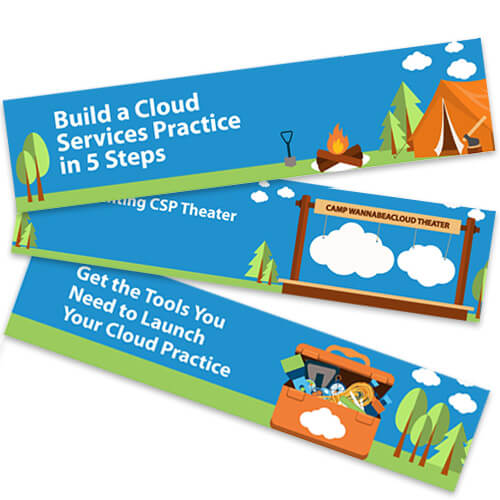 Build a Cloud
Services Practice
in 5 Steps
CSP Theater
CAMP WANNABEACLOUD THEATER
Get the Tools You
Need to Launch
Your Cloud Practice